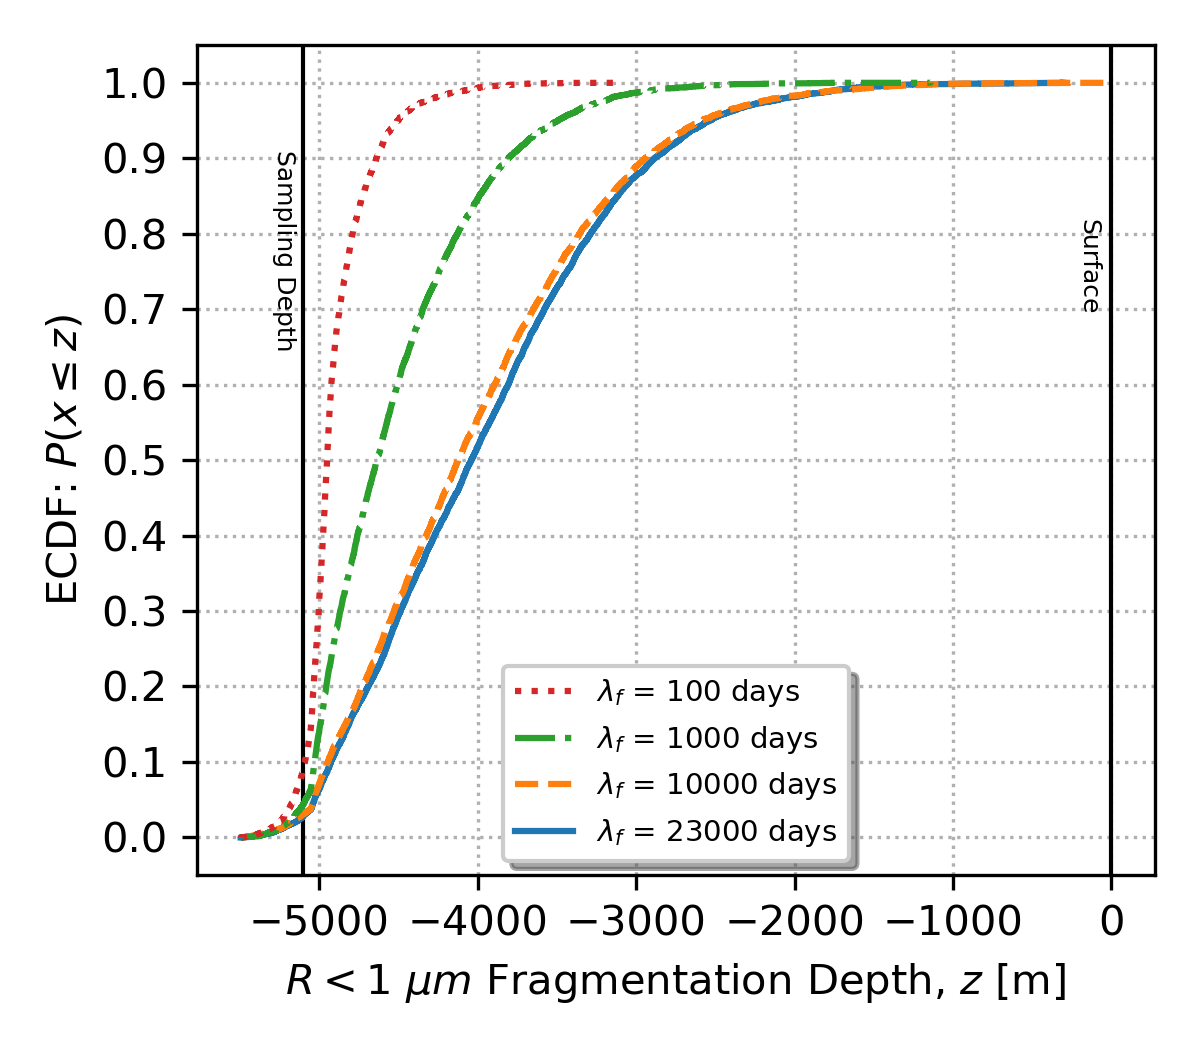 ECDF: P(x ≤ z)
1.0
0.9
0.8
0.7
0.6
0.5
0.4
0.3
0.2
0.1
0.0
Sampling Depth
Surface
λf = 100 days
λf = 1000 days
λf = 10000 days
λf = 23000 days
−5000 −4000 −3000 −2000 −1000 0
R < 1 μm Fragmentation Depth, z [m]